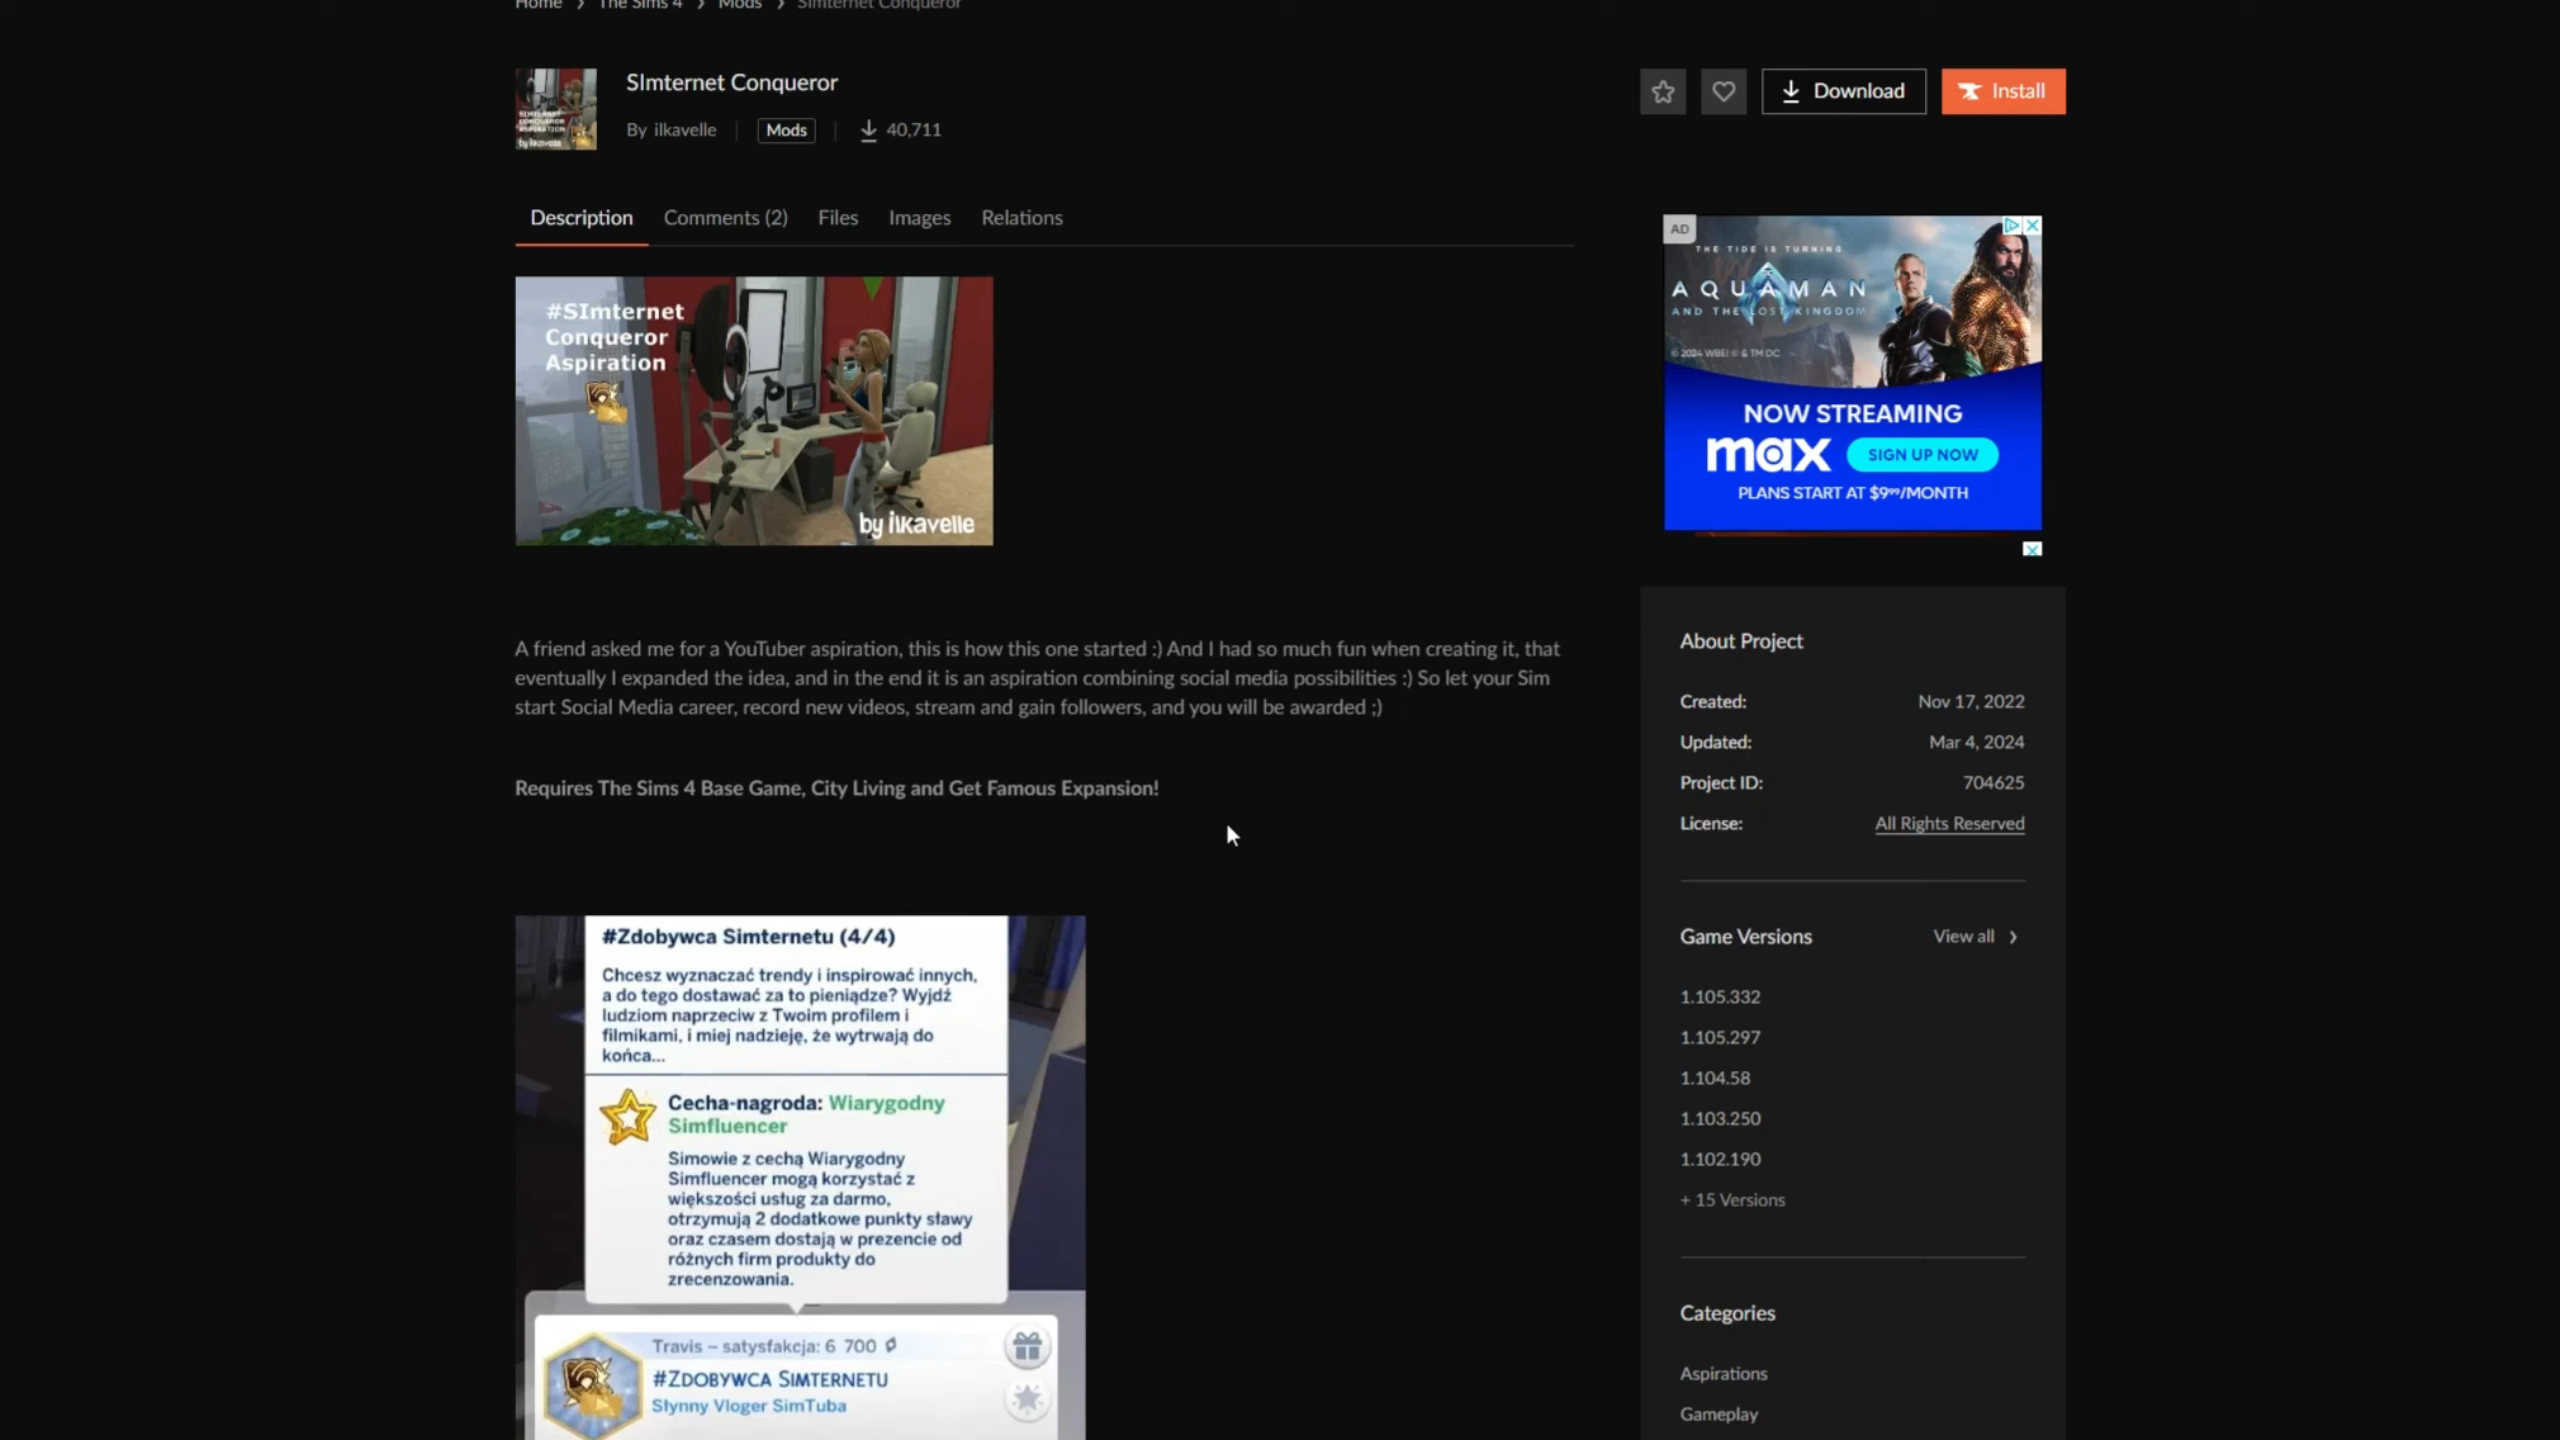 Home > The Sims 4 > Mods > SImternet Conqueror
SImternet Conqueror
By ilkavelle
Mods
40,711
Download
Install
Description
Comments (2)
Files
Images
Relations
#SImternet
Conqueror
Aspiration
by ilkavelle
A friend asked me for a YouTuber aspiration, this is how this one started :) And I had so much fun when creating it, that
eventually I expanded the idea, and in the end it is an aspiration combining social media possibilities :) So let your Sim
start Social Media career, record new videos, stream and gain followers, and you will be awarded ;)
Requires The Sims 4 Base Game, City Living and Get Famous Expansion!
#Zdobywca Simternetu (4/4)
Chcesz wyznaczać trendy i inspirować innych,
a do tego dostawać za to pieniądze? Wyjdź
ludziom naprzeciw z Twoim profilem i
filmikami, i miej nadzieję, że wytrwają do
końca...
Cecha-nagroda: Wiarygodny
Simfluencer
Simowie z cechą Wiarygodny
Simfluencer mogą korzystać z
większości usług za darmo,
otrzymują 2 dodatkowe punkty sławy
oraz czasem dostają w prezencie od
różnych firm produkty do
zrecenzowania.
Travis – satysfakcja: 6 700
#ZDOBYWCA SIMTERNETU
Słynny Vloger SimTuba
AD
THE TIDE IS TURNING
AQUAMAN
AND THE LOST KINGDOM
© 2024 WBEI © & TM DC
NOW STREAMING
max
SIGN UP NOW
PLANS START AT $9⁹⁹/MONTH
About Project
Created: Nov 17, 2022
Updated: Mar 4, 2024
Project ID: 704625
License: All Rights Reserved
Game Versions
View all >
1.105.332
1.105.297
1.104.58
1.103.250
1.102.190
+ 15 Versions
Categories
Aspirations
Gameplay